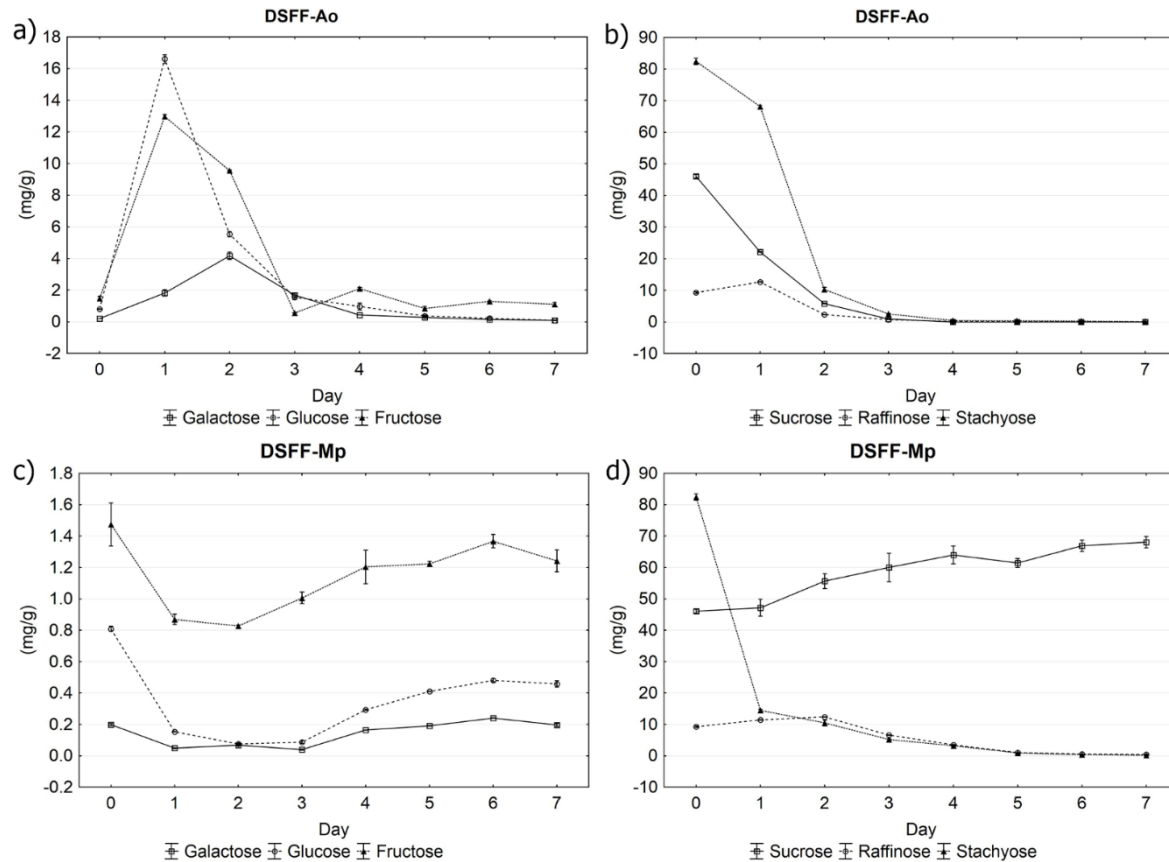 DSFF-Ao
a)
18
16
14
12
10
8
6
4
2
0
-2
(mg/g)
0 1 2 3 4 5 6 7
Day
Galactose Glucose Fructose
DSFF-Ao
b)
90
80
70
60
50
40
30
20
10
0
-10
(mg/g)
0 1 2 3 4 5 6 7
Day
Sucrose Raffinose Stachyose
DSFF-Mp
c)
1.8
1.6
1.4
1.2
1.0
0.8
0.6
0.4
0.2
0.0
-0.2
(mg/g)
0 1 2 3 4 5 6 7
Day
Galactose Glucose Fructose
DSFF-Mp
d)
90
80
70
60
50
40
30
20
10
0
-10
(mg/g)
0 1 2 3 4 5 6 7
Day
Sucrose Raffinose Stachyose